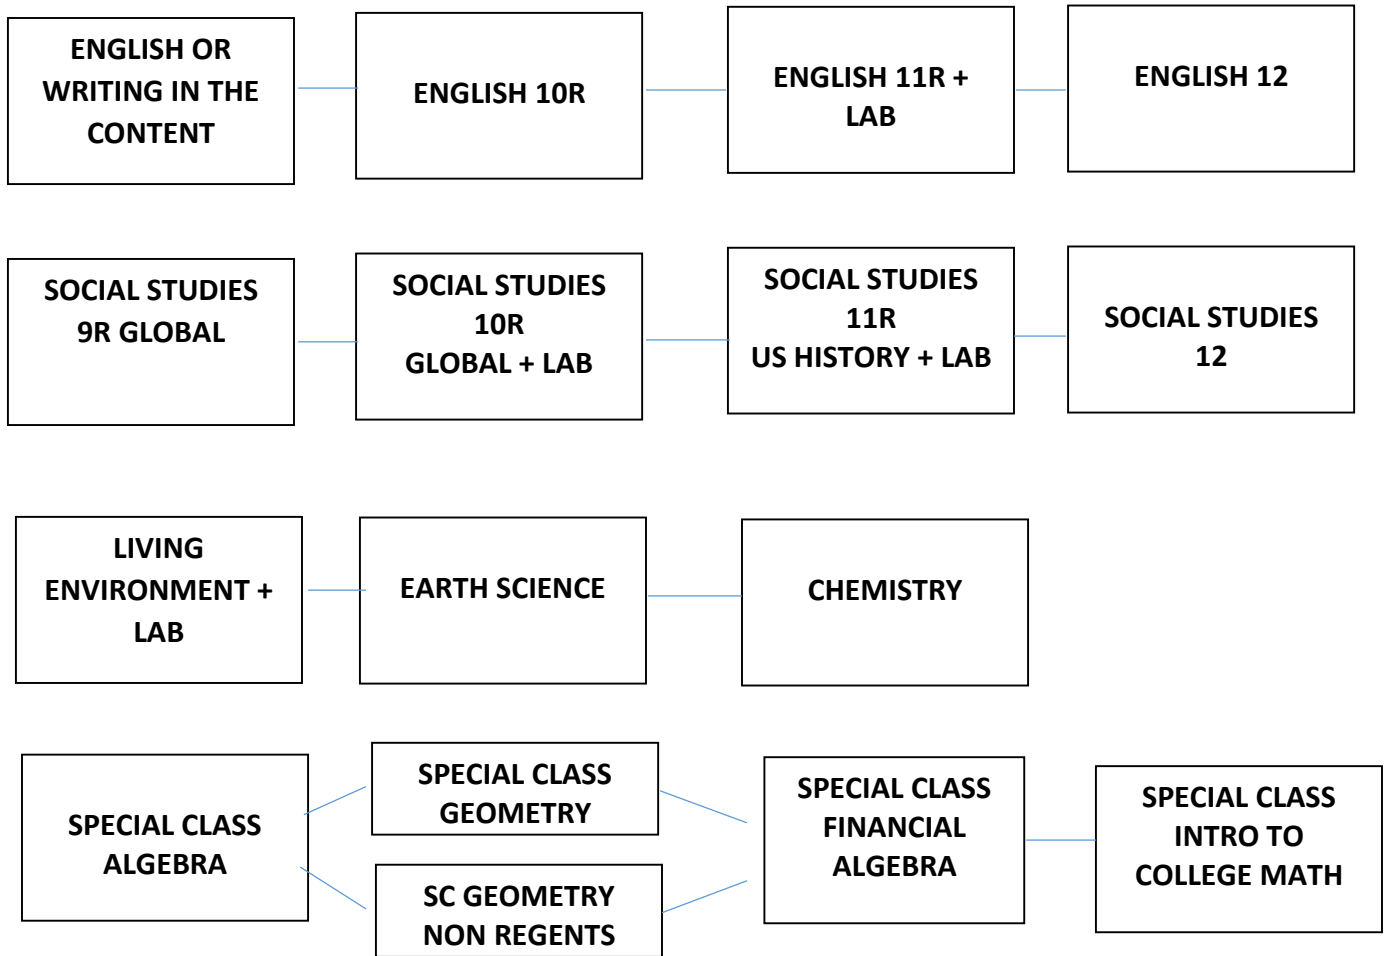 ENGLISH OR
WRITING IN THE
CONTENT
ENGLISH 10R
ENGLISH 11R +
LAB
ENGLISH 12
SOCIAL STUDIES
9R GLOBAL
SOCIAL STUDIES
10R
GLOBAL + LAB
SOCIAL STUDIES
11R
US HISTORY + LAB
SOCIAL STUDIES
12
LIVING
ENVIRONMENT +
LAB
EARTH SCIENCE
CHEMISTRY
SPECIAL CLASS
ALGEBRA
SPECIAL CLASS
GEOMETRY
SC GEOMETRY
NON REGENTS
SPECIAL CLASS
FINANCIAL
ALGEBRA
SPECIAL CLASS
INTRO TO
COLLEGE MATH